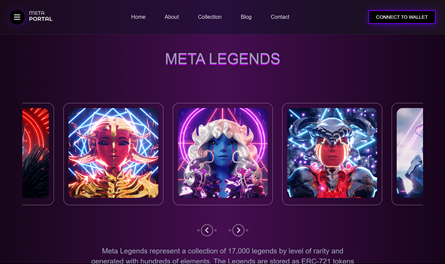 META
PORTAL
Home
About
Collection
Blog
Contact
CONNECT TO WALLET
META LEGENDS
Meta Legends represent a collection of 17,000 legends by level of rarity and
generated with hundreds of elements. The Legends are stored as ERC-721 tokens